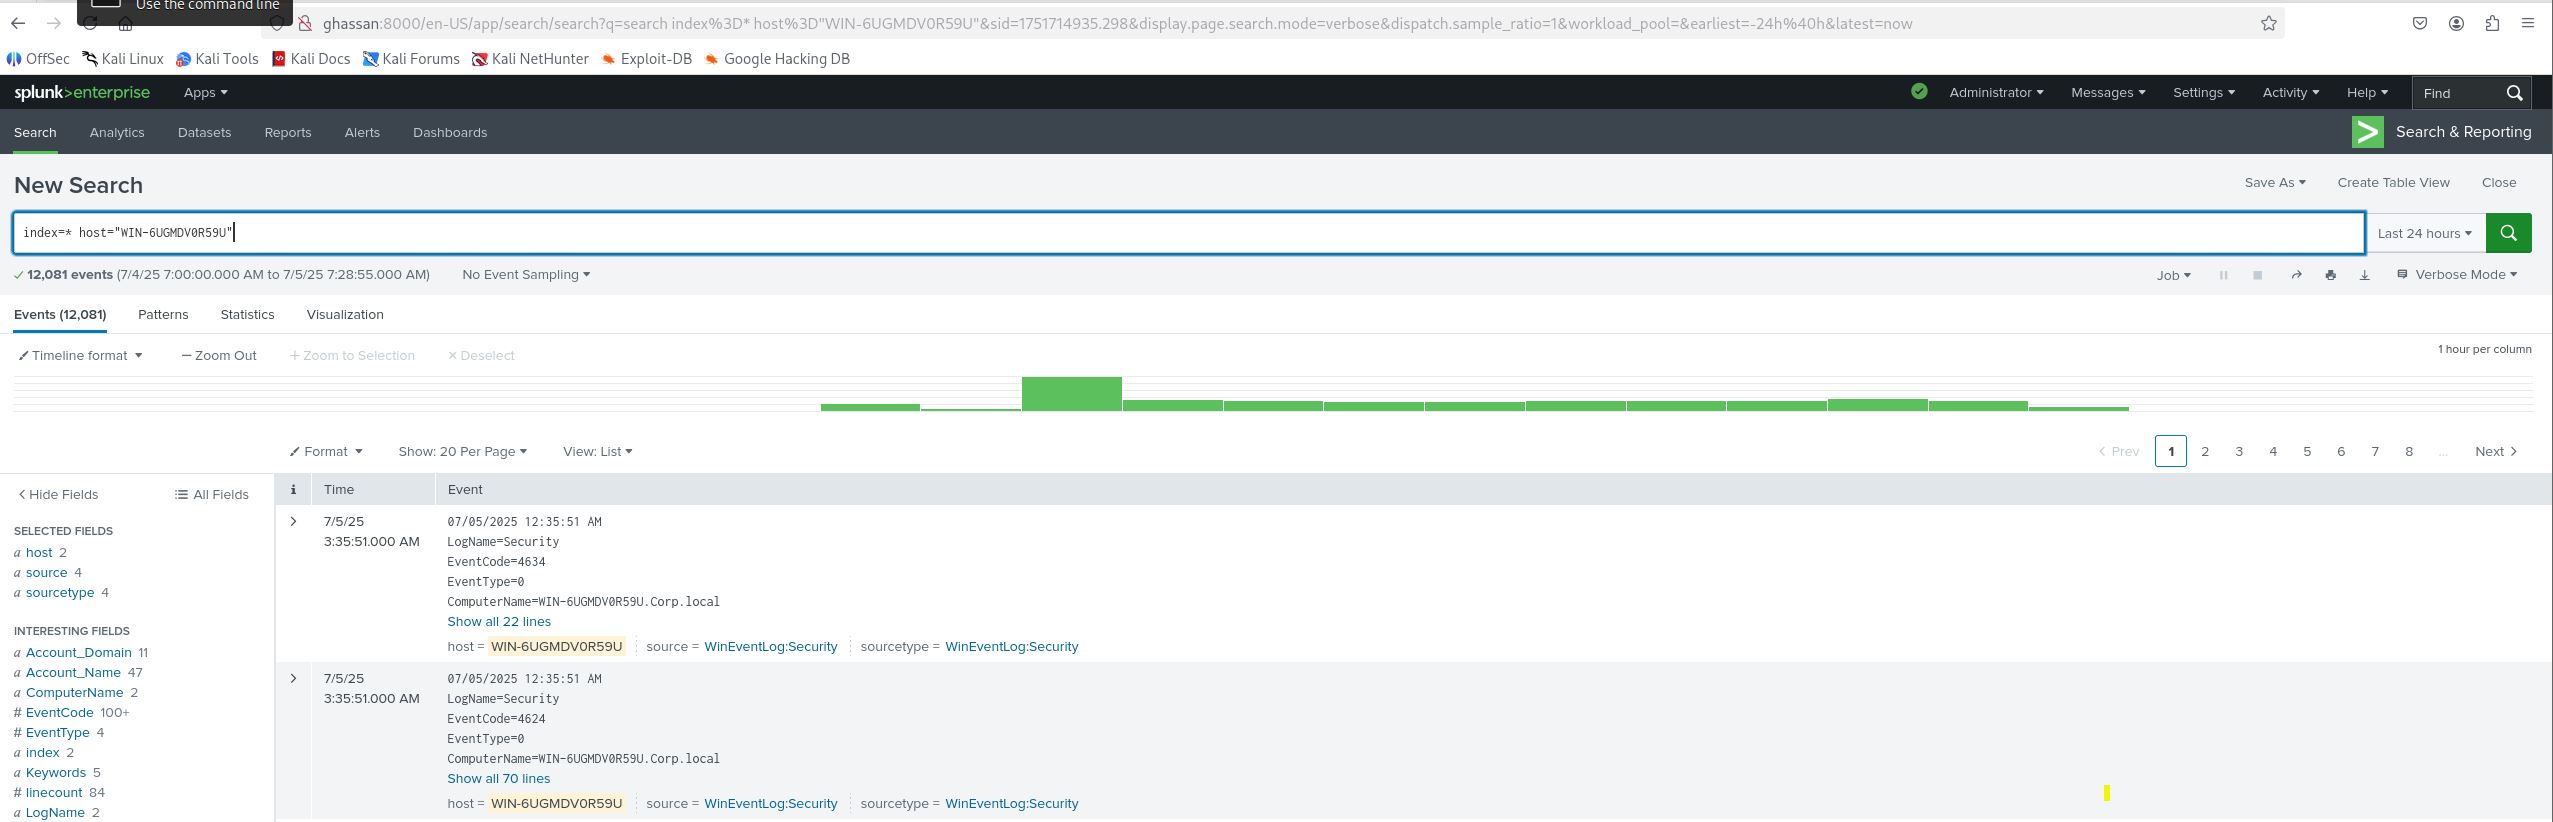 Use the command line
ghassan:8000/en-US/app/search/search?q=search index%3D* host%3D"WIN-6UGMDV0R59U"&sid=1751714935.298&display.page.search.mode=verbose&dispatch.sample_ratio=1&workload_pool=&earliest=-24h%40h&latest=now
OffSec Kali Linux Kali Tools Kali Docs Kali Forums Kali NetHunter Exploit-DB Google Hacking DB
splunk>enterprise Apps Administrator Messages Settings Activity Help Find
Search Analytics Datasets Reports Alerts Dashboards > Search & Reporting
New Search Save As Create Table View Close
index=* host="WIN-6UGMDV0R59U" Last 24 hours
12,081 events (7/4/25 7:00:00.000 AM to 7/5/25 7:28:55.000 AM) No Event Sampling Job Verbose Mode
Events (12,081) Patterns Statistics Visualization
Timeline format — Zoom Out + Zoom to Selection × Deselect 1 hour per column
Format Show: 20 Per Page View: List < Prev 1 2 3 4 5 6 7 8 ... Next >
< Hide Fields All Fields i Time Event
SELECTED FIELDS
a host 2
a source 4
a sourcetype 4
INTERESTING FIELDS
a Account_Domain 11
a Account_Name 47
a ComputerName 2
# EventCode 100+
# EventType 4
a index 2
a Keywords 5
# linecount 84
a LogName 2
> 7/5/25 07/05/2025 12:35:51 AM
3:35:51.000 AM LogName=Security
EventCode=4634
EventType=0
ComputerName=WIN-6UGMDV0R59U.Corp.local
Show all 22 lines
host = WIN-6UGMDV0R59U source = WinEventLog:Security sourcetype = WinEventLog:Security
> 7/5/25 07/05/2025 12:35:51 AM
3:35:51.000 AM LogName=Security
EventCode=4624
EventType=0
ComputerName=WIN-6UGMDV0R59U.Corp.local
Show all 70 lines
host = WIN-6UGMDV0R59U source = WinEventLog:Security sourcetype = WinEventLog:Security